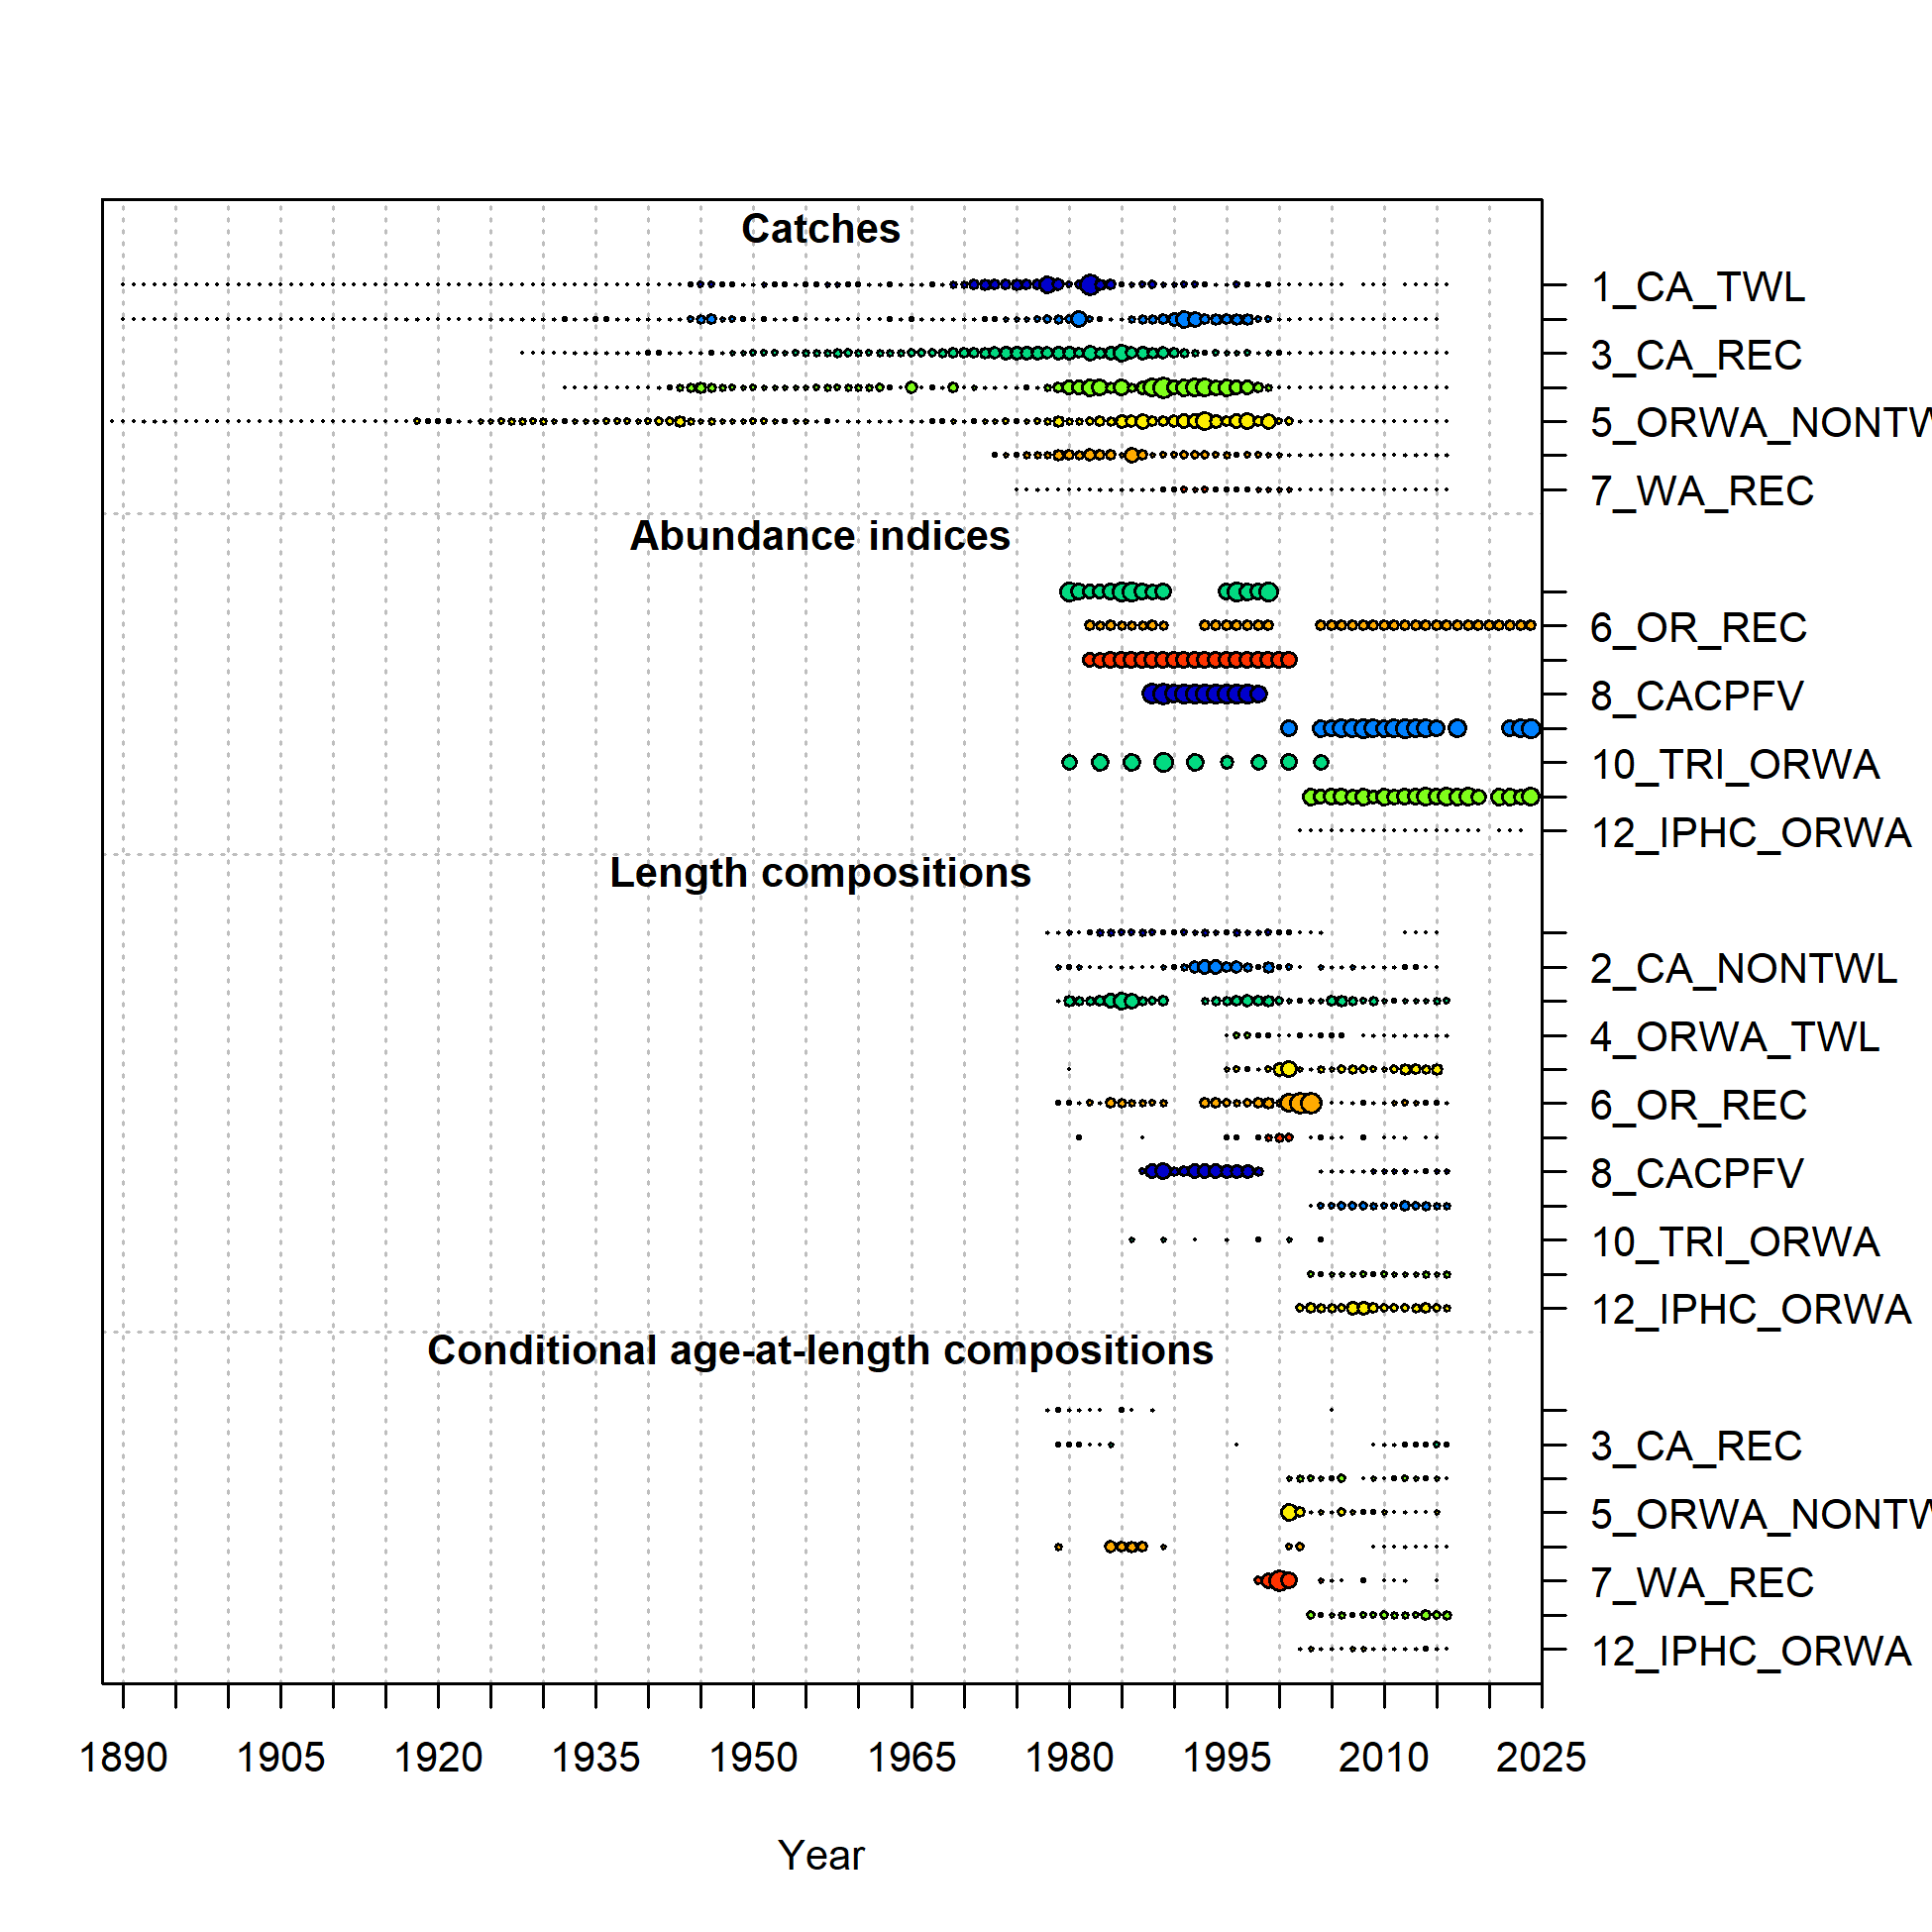 Catches
1_CA_TWL
3_CA_REC
5_ORWA_NONTW
7_WA_REC
Abundance indices
6_OR_REC
8_CACPFV
10_TRI_ORWA
12_IPHC_ORWA
Length compositions
2_CA_NONTWL
4_ORWA_TWL
6_OR_REC
8_CACPFV
10_TRI_ORWA
12_IPHC_ORWA
Conditional age-at-length compositions
3_CA_REC
5_ORWA_NONTW
7_WA_REC
12_IPHC_ORWA
1890 1905 1920 1935 1950 1965 1980 1995 2010 2025
Year